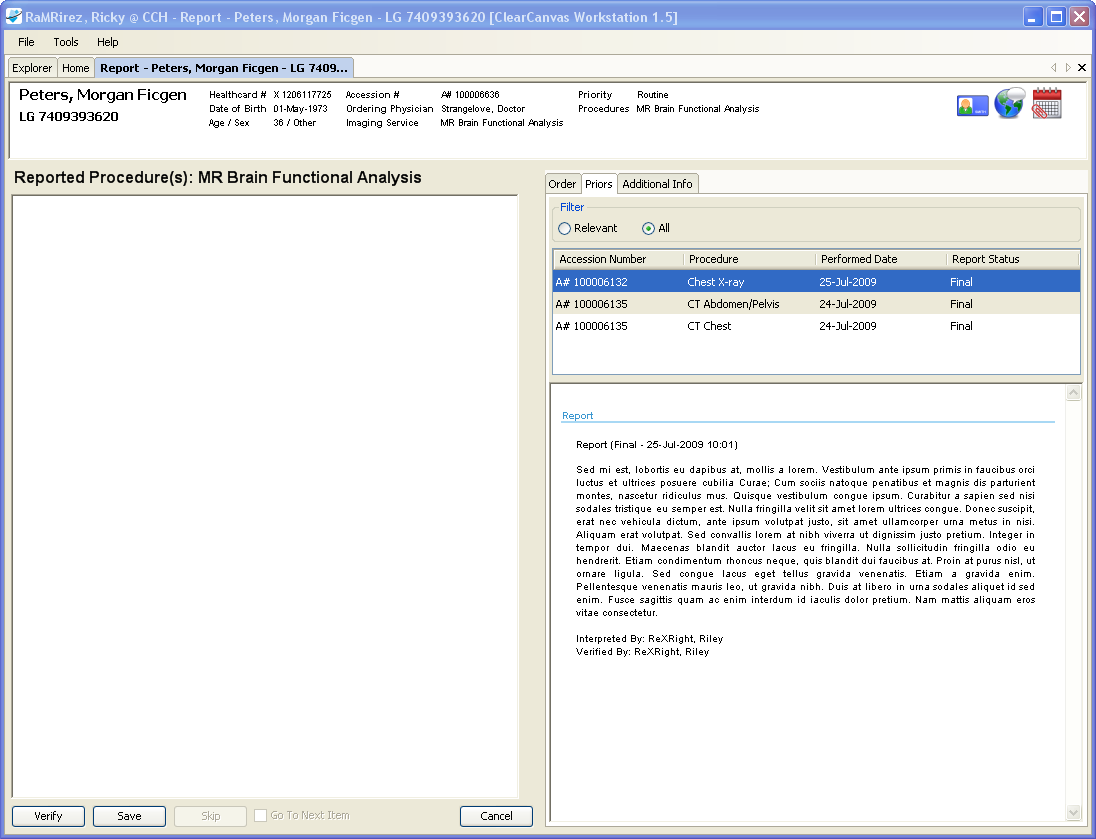 RaMRirez, Ricky @ CCH - Report - Peters, Morgan Ficgen - LG 7409393620 [ClearCanvas Workstation 1.5]
File Tools Help
Explorer Home Report - Peters, Morgan Ficgen - LG 7409...
Peters, Morgan Ficgen
LG 7409393620
Healthcard # X 1206117725 Accession # A# 100006636 Priority Routine
Date of Birth 01-May-1973 Ordering Physician Strangelove, Doctor Procedures MR Brain Functional Analysis
Age / Sex 36 / Other Imaging Service MR Brain Functional Analysis
Reported Procedure(s): MR Brain Functional Analysis
Order Priors Additional Info
Filter
Relevant All
Accession Number Procedure Performed Date Report Status
A# 100006132 Chest X-ray 25-Jul-2009 Final
A# 100006135 CT Abdomen/Pelvis 24-Jul-2009 Final
A# 100006135 CT Chest 24-Jul-2009 Final
Report
Report (Final - 25-Jul-2009 10:01)
Sed mi est, lobortis eu dapibus at, mollis a lorem. Vestibulum ante ipsum primis in faucibus orci
luctus et ultrices posuere cubilia Curae; Cum sociis natoque penatibus et magnis dis parturient
montes, nascetur ridiculus mus. Quisque vestibulum congue ipsum. Curabitur a sapien sed nisi
sodales tristique eu semper est. Nulla fringilla velit sit amet lorem ultrices congue. Donec suscipit,
erat nec vehicula dictum, ante ipsum volutpat justo, sit amet ullamcorper urna metus in nisi.
Aliquam erat volutpat. Sed convallis lorem at nibh viverra ut dignissim justo pretium. Integer in
tempor dui. Maecenas blandit auctor lacus eu fringilla. Nulla sollicitudin fringilla odio eu
hendrerit. Etiam condimentum rhoncus neque, quis blandit dui faucibus at. Proin at purus nisl, ut
ornare ligula. Sed congue lacus eget tellus gravida venenatis. Etiam a gravida enim.
Pellentesque venenatis mauris leo, ut gravida nibh. Duis at libero in urna sodales aliquet id sed
enim. Fusce sagittis quam ac enim interdum id iaculis dolor pretium. Nam mattis aliquam eros
vitae consectetur.
Interpreted By: ReXRight, Riley
Verified By: ReXRight, Riley
Verify Save Skip Go To Next Item Cancel